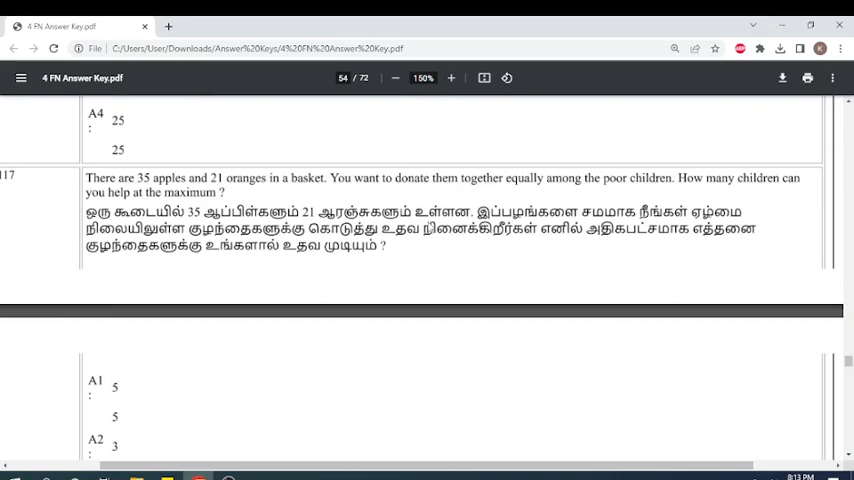 4 FN Answer Key.pdf
File | C:/Users/User/Downloads/Answer%20Keys/4%20FN%20Answer%20Key.pdf
ABP
K
4 FN Answer Key.pdf
54 / 72
150%
A4
:
25
25
117
There are 35 apples and 21 oranges in a basket. You want to donate them together equally among the poor children. How many children can
you help at the maximum ?
ஒரு கூடையில் 35 ஆப்பிள்களும் 21 ஆரஞ்சுகளும் உள்ளன. இப்பழங்களை சமமாக நீங்கள் ஏழ்மை
நிலையிலுள்ள குழந்தைகளுக்கு கொடுத்து உதவ நினைக்கிறீர்கள் எனில் அதிகபட்சமாக எத்தனை
குழந்தைகளுக்கு உங்களால் உதவ முடியும் ?
A1
:
5
5
A2
:
3
8:13 PM